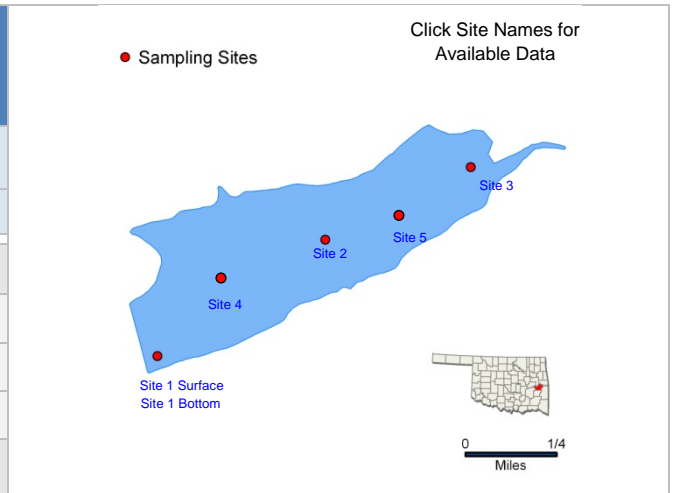 Click Site Names for
Available Data
Sampling Sites
Site 3
Site 5
Site 2
Site 4
Site 1 Surface
Site 1 Bottom
0 1/4
Miles